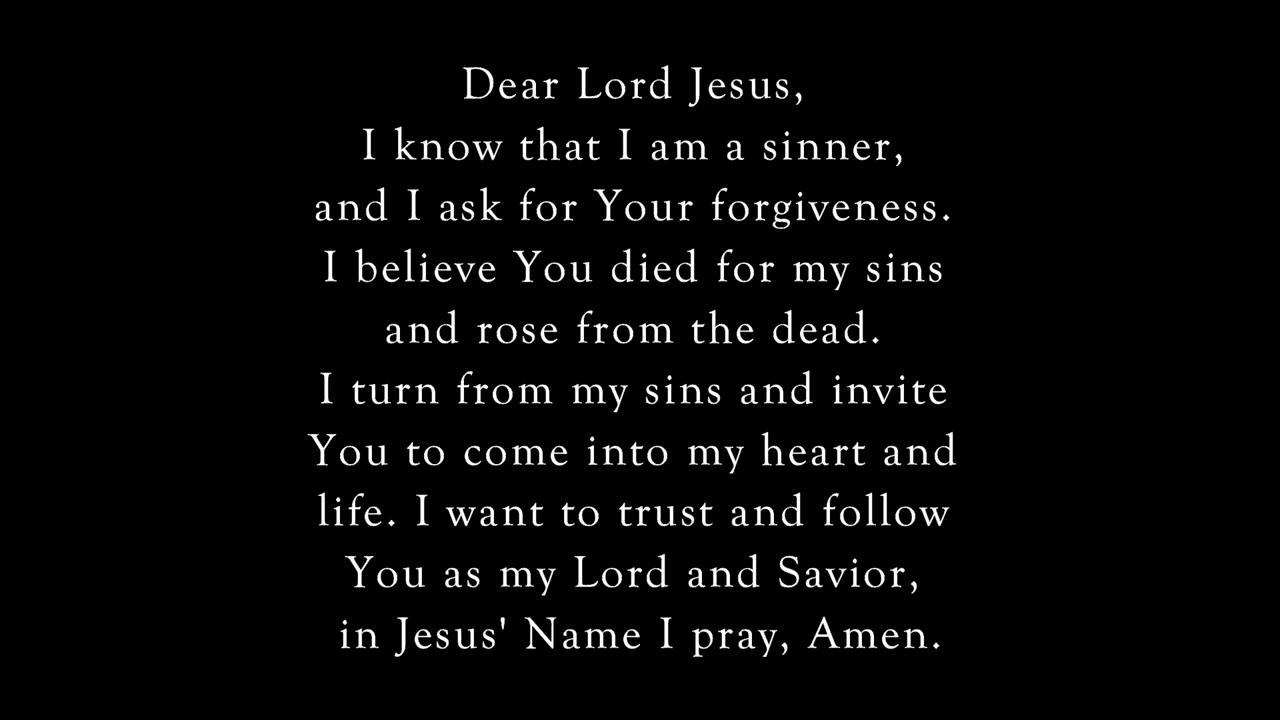 Dear Lord Jesus,
I know that I am a sinner,
and I ask for Your forgiveness.
I believe You died for my sins
and rose from the dead.
I turn from my sins and invite
You to come into my heart and
life. I want to trust and follow
You as my Lord and Savior,
in Jesus' Name I pray, Amen.